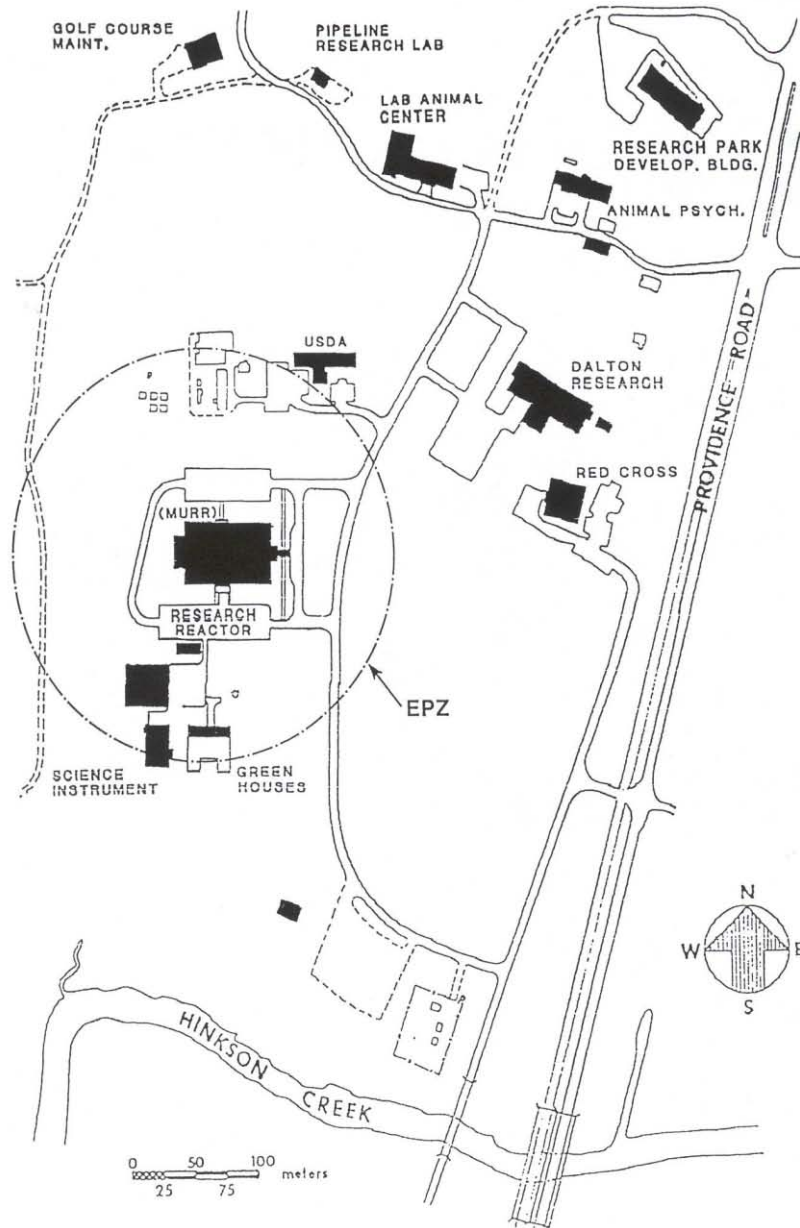 GOLF COURSE
MAINT.
PIPELINE
RESEARCH LAB
LAB ANIMAL
CENTER
RESEARCH PARK
DEVELOP. BLDG.
ANIMAL PSYCH.
USDA
DALTON
RESEARCH
PROVIDENCE ROAD
RED CROSS
(MURR)
RESEARCH
REACTOR
EPZ
SCIENCE
INSTRUMENT
GREEN
HOUSES
N
W E
S
HINKSON CREEK
0 50 100 meters
25 75